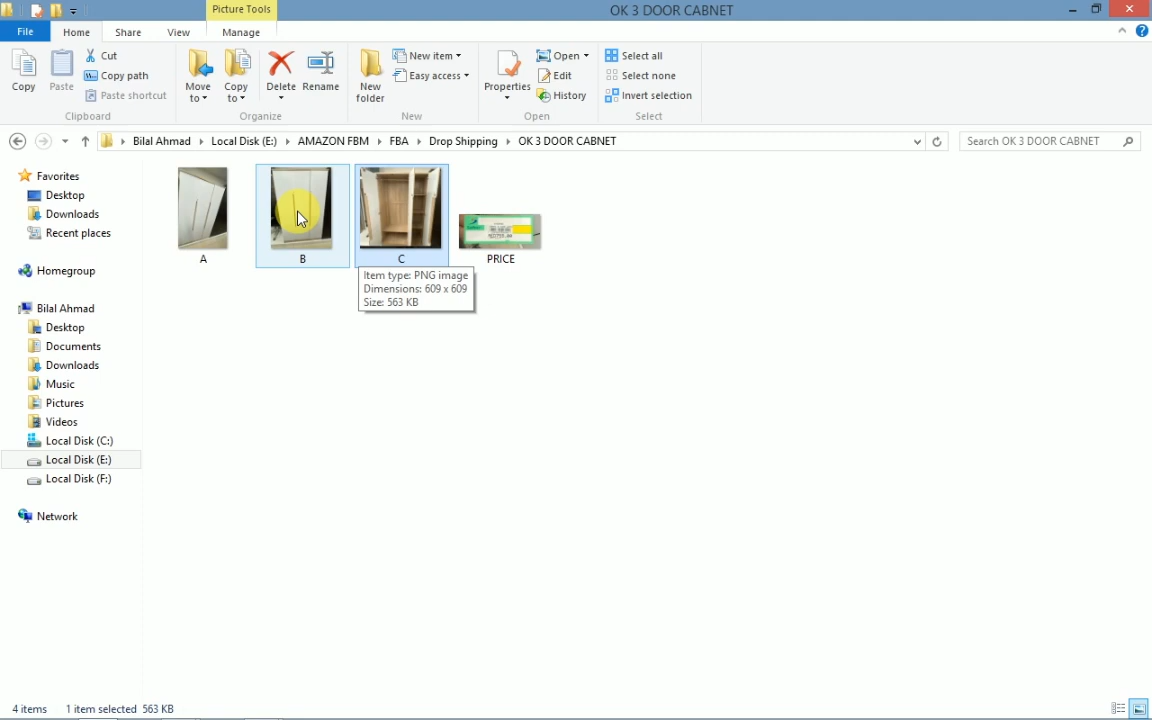 Picture Tools
OK 3 DOOR CABNET
File
Home
Share
View
Manage
Copy
Paste
Cut
Copy path
Paste shortcut
Clipboard
Move to
Copy to
Delete
Rename
Organize
New folder
New item
Easy access
New
Properties
Open
Edit
History
Open
Select all
Select none
Invert selection
Select
Bilal Ahmad
Local Disk (E:)
AMAZON FBM
FBA
Drop Shipping
OK 3 DOOR CABNET
Search OK 3 DOOR CABNET
Favorites
Desktop
Downloads
Recent places
Homegroup
Bilal Ahmad
Desktop
Documents
Downloads
Music
Pictures
Videos
Local Disk (C:)
Local Disk (E:)
Local Disk (F:)
Network
A
B
C
PRICE
Item type: PNG image
Dimensions: 609 x 609
Size: 563 KB
4 items
1 item selected 563 KB